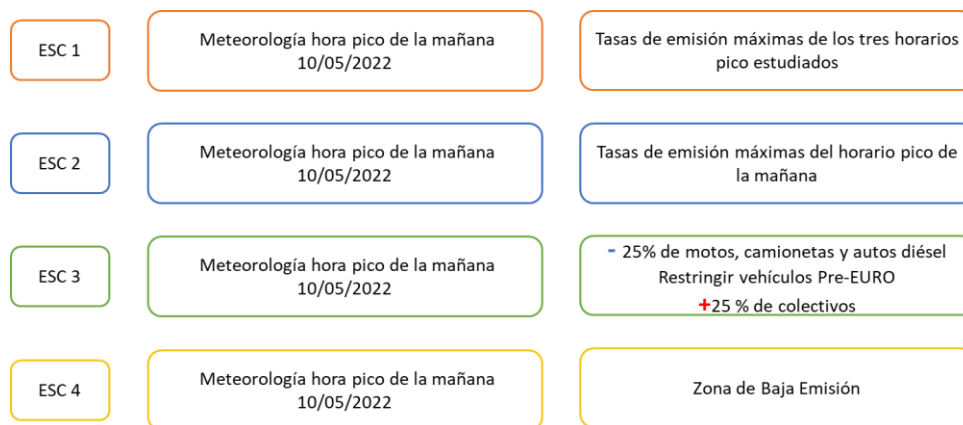 ESC 1
Meteorología hora pico de la mañana
10/05/2022
Tasas de emisión máximas de los tres horarios
pico estudiados
ESC 2
Meteorología hora pico de la mañana
10/05/2022
Tasas de emisión máximas del horario pico de
la mañana
ESC 3
Meteorología hora pico de la mañana
10/05/2022
- 25% de motos, camionetas y autos diésel
Restringir vehículos Pre-EURO
+25 % de colectivos
ESC 4
Meteorología hora pico de la mañana
10/05/2022
Zona de Baja Emisión